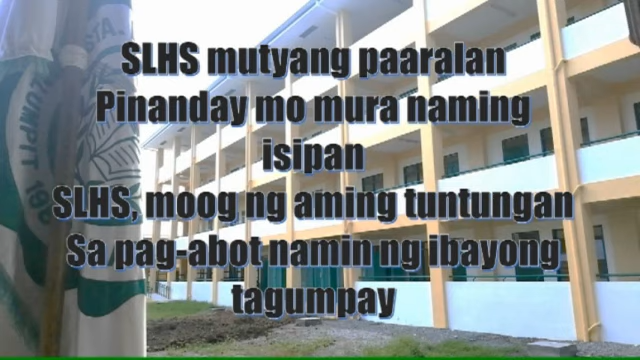 SLHS mutyang paaralan
Pinanday mo mura naming
isipan
SLHS, moog ng aming tuntungan
Sa pag-abot namin ng ibayong
tagumpay
STA.